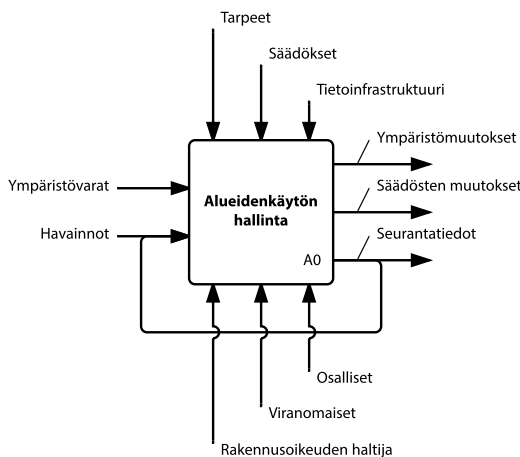 Tarpeet
Säädökset
Tietoinfrastruktuuri
Ympäristömuutokset
Ympäristövarat
Säädösten muutokset
Alueidenkäytön
hallinta
Havainnot
Seurantatiedot
A0
Osalliset
Viranomaiset
Rakennusoikeuden haltija